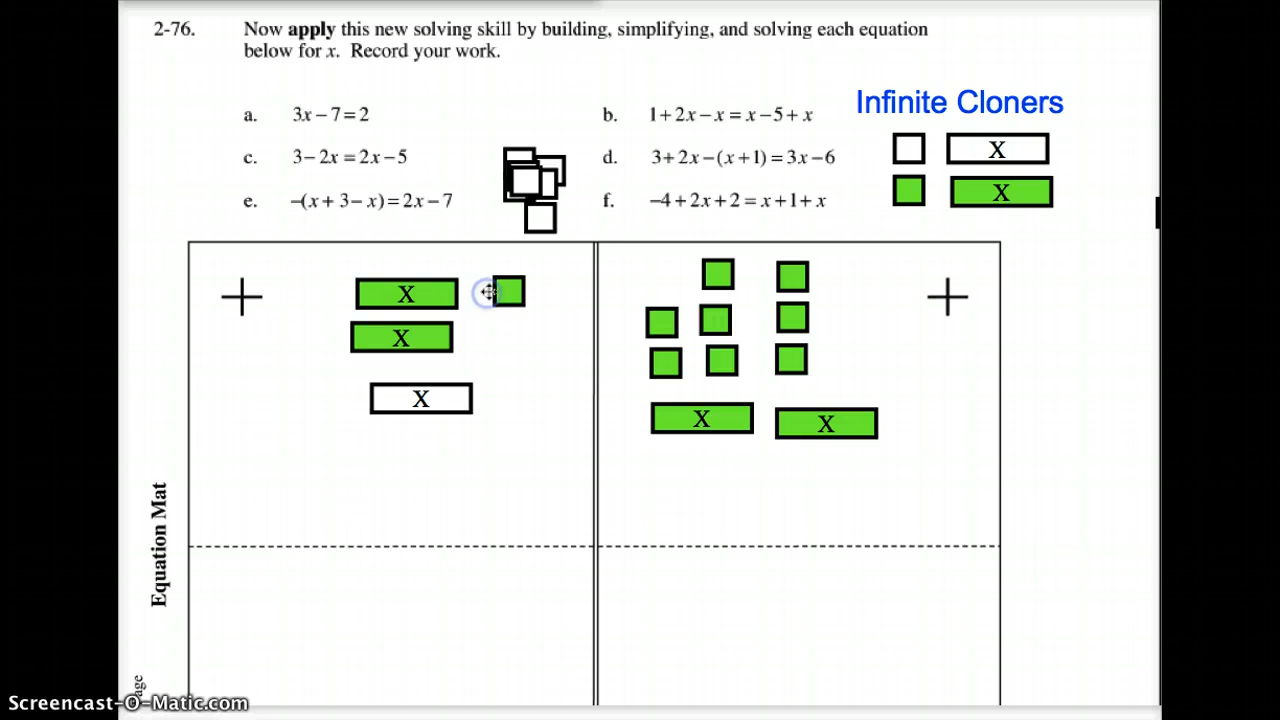 2-76. Now apply this new solving skill by building, simplifying, and solving each equation
below for x. Record your work.
Infinite Cloners
a. 3x − 7 = 2
b. 1 + 2x − x = x − 5 + x
X
c. 3 − 2x = 2x − 5
d. 3 + 2x − (x + 1) = 3x − 6
X
e. −(x + 3 − x) = 2x − 7
f. −4 + 2x + 2 = x + 1 + x
+
X
+
X
X
X
X
Equation Mat
age
Screencast-O-Matic.com